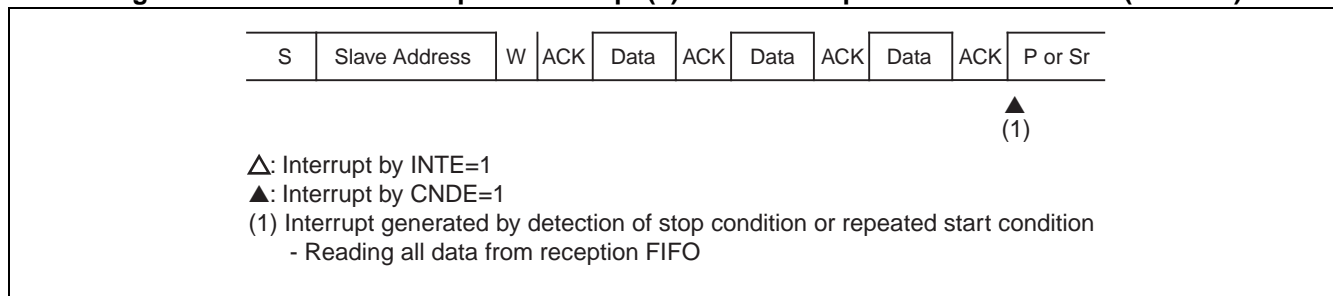 S Slave Address W ACK Data ACK Data ACK Data ACK P or Sr
▲
(1)
△: Interrupt by INTE=1
▲: Interrupt by CNDE=1
(1) Interrupt generated by detection of stop condition or repeated start condition
- Reading all data from reception FIFO